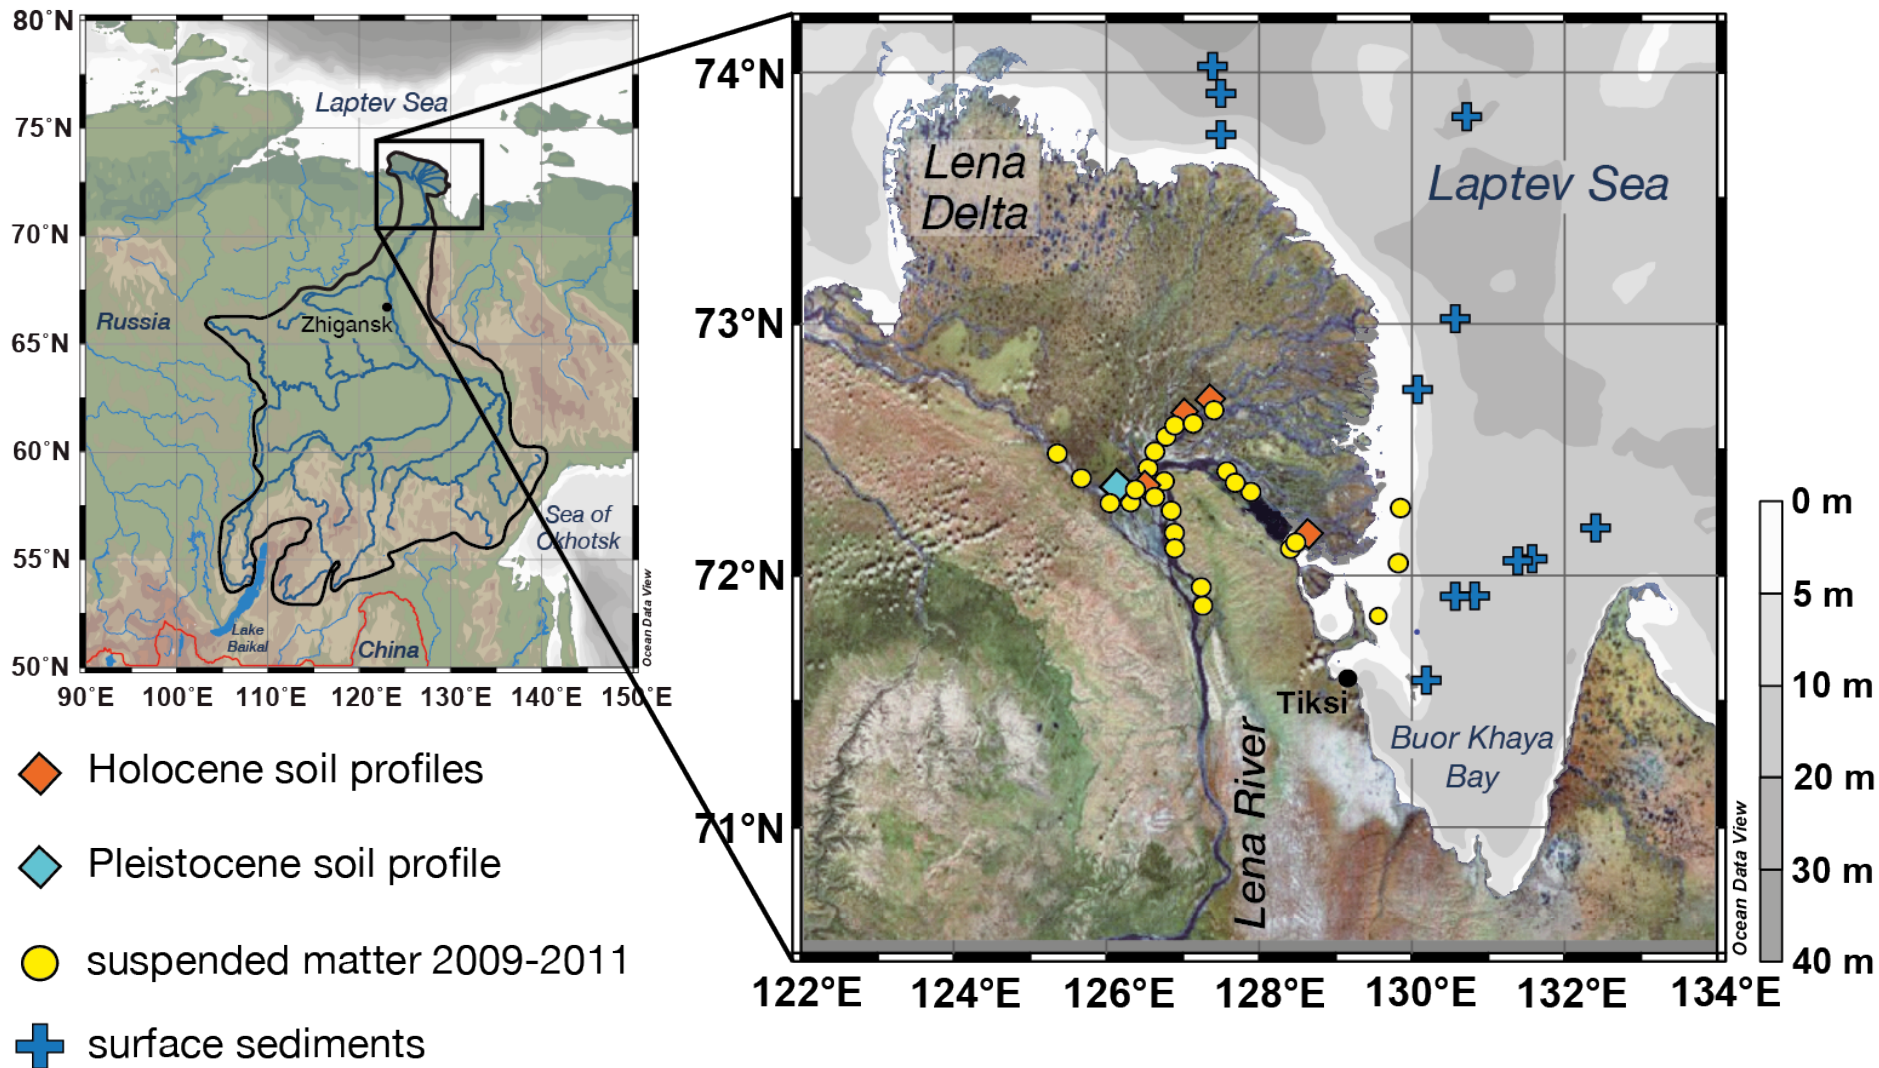 80°N
75°N
70°N
65°N
60°N
55°N
50°N
90°E
100°E
110°E
120°E
130°E
140°E
150°E
Laptev Sea
Russia
Zhigansk
Sea of
Okhotsk
Lake
Baikal
China
Ocean Data View
Holocene soil profiles
Pleistocene soil profile
suspended matter 2009-2011
surface sediments
74°N
73°N
72°N
71°N
122°E
124°E
126°E
128°E
130°E
132°E
134°E
Lena
Delta
Laptev Sea
Tiksi
Buor Khaya
Bay
Lena River
Ocean Data View
0 m
5 m
10 m
20 m
30 m
40 m